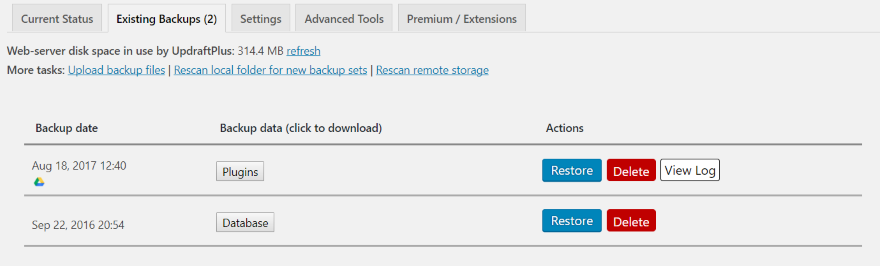 Current Status Existing Backups (2) Settings Advanced Tools Premium / Extensions
Web-server disk space in use by UpdraftPlus: 314.4 MB refresh
More tasks: Upload backup files | Rescan local folder for new backup sets | Rescan remote storage
Backup date Backup data (click to download) Actions
Aug 18, 2017 12:40 Plugins Restore Delete View Log
Sep 22, 2016 20:54 Database Restore Delete